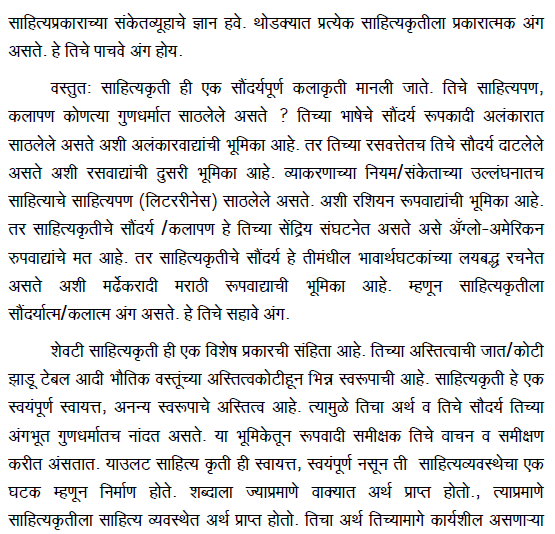 साहित्यप्रकाराच्या संकेतव्यूहाचे ज्ञान हवे. थोडक्यात प्रत्येक साहित्यकृतीला प्रकारात्मक अंग
असते. हे तिचे पाचवे अंग होय.
वस्तुतः साहित्यकृती ही एक सौंदर्यपूर्ण कलाकृती मानली जाते. तिचे साहित्यपण,
कलापण कोणत्या गुणधर्मात साठलेले असते ? तिच्या भाषेचे सौंदर्य रूपकादी अलंकारात
साठलेले असते अशी अलंकारवाद्यांची भूमिका आहे. तर तिच्या रसवत्तेतच तिचे सौदर्य दाटलेले
असते अशी रसवाद्यांची दुसरी भूमिका आहे. व्याकरणाच्या नियम/संकेताच्या उल्लंघनातच
साहित्याचे साहित्यपण (लिटररीनेस) साठलेले असते. अशी रशियन रूपवाद्यांची भूमिका आहे.
तर साहित्यकृतीचे सौंदर्य /कलापण हे तिच्या सेंद्रिय संघटनेत असते असे अँग्लो-अमेरिकन
रुपवाद्यांचे मत आहे. तर साहित्यकृतीचे सौंदर्य हे तीमंधील भावार्थघटकांच्या लयबद्ध रचनेत
असते अशी मर्ढेकरादी मराठी रूपवाद्याची भूमिका आहे. म्हणून साहित्यकृतीला
सौंदर्यात्म/कलात्म अंग असते. हे तिचे सहावे अंग.
शेवटी साहित्यकृती ही एक विशेष प्रकारची संहिता आहे. तिच्या अस्तित्वाची जात/कोटी
झाडू टेबल आदी भौतिक वस्तूंच्या अस्तित्वकोटीहून भिन्न स्वरूपाची आहे. साहित्यकृती हे एक
स्वयंपूर्ण स्वायत्त, अनन्य स्वरूपाचे अस्तित्व आहे. त्यामुळे तिचा अर्थ व तिचे सौदर्य तिच्या
अंगभूत गुणधर्मातच नांदत असते. या भूमिकेतून रूपवादी समीक्षक तिचे वाचन व समीक्षण
करीत अंसतात. याउलट साहित्य कृती ही स्वायत्त, स्वयंपूर्ण नसून ती साहित्यव्यवस्थेचा एक
घटक म्हणून निर्माण होते. शब्दाला ज्याप्रमाणे वाक्यात अर्थ प्राप्त होतो., त्याप्रमाणे
साहित्यकृतीला साहित्य व्यवस्थेत अर्थ प्राप्त होतो. तिचा अर्थ तिच्यामागे कार्यशील असणाऱ्या